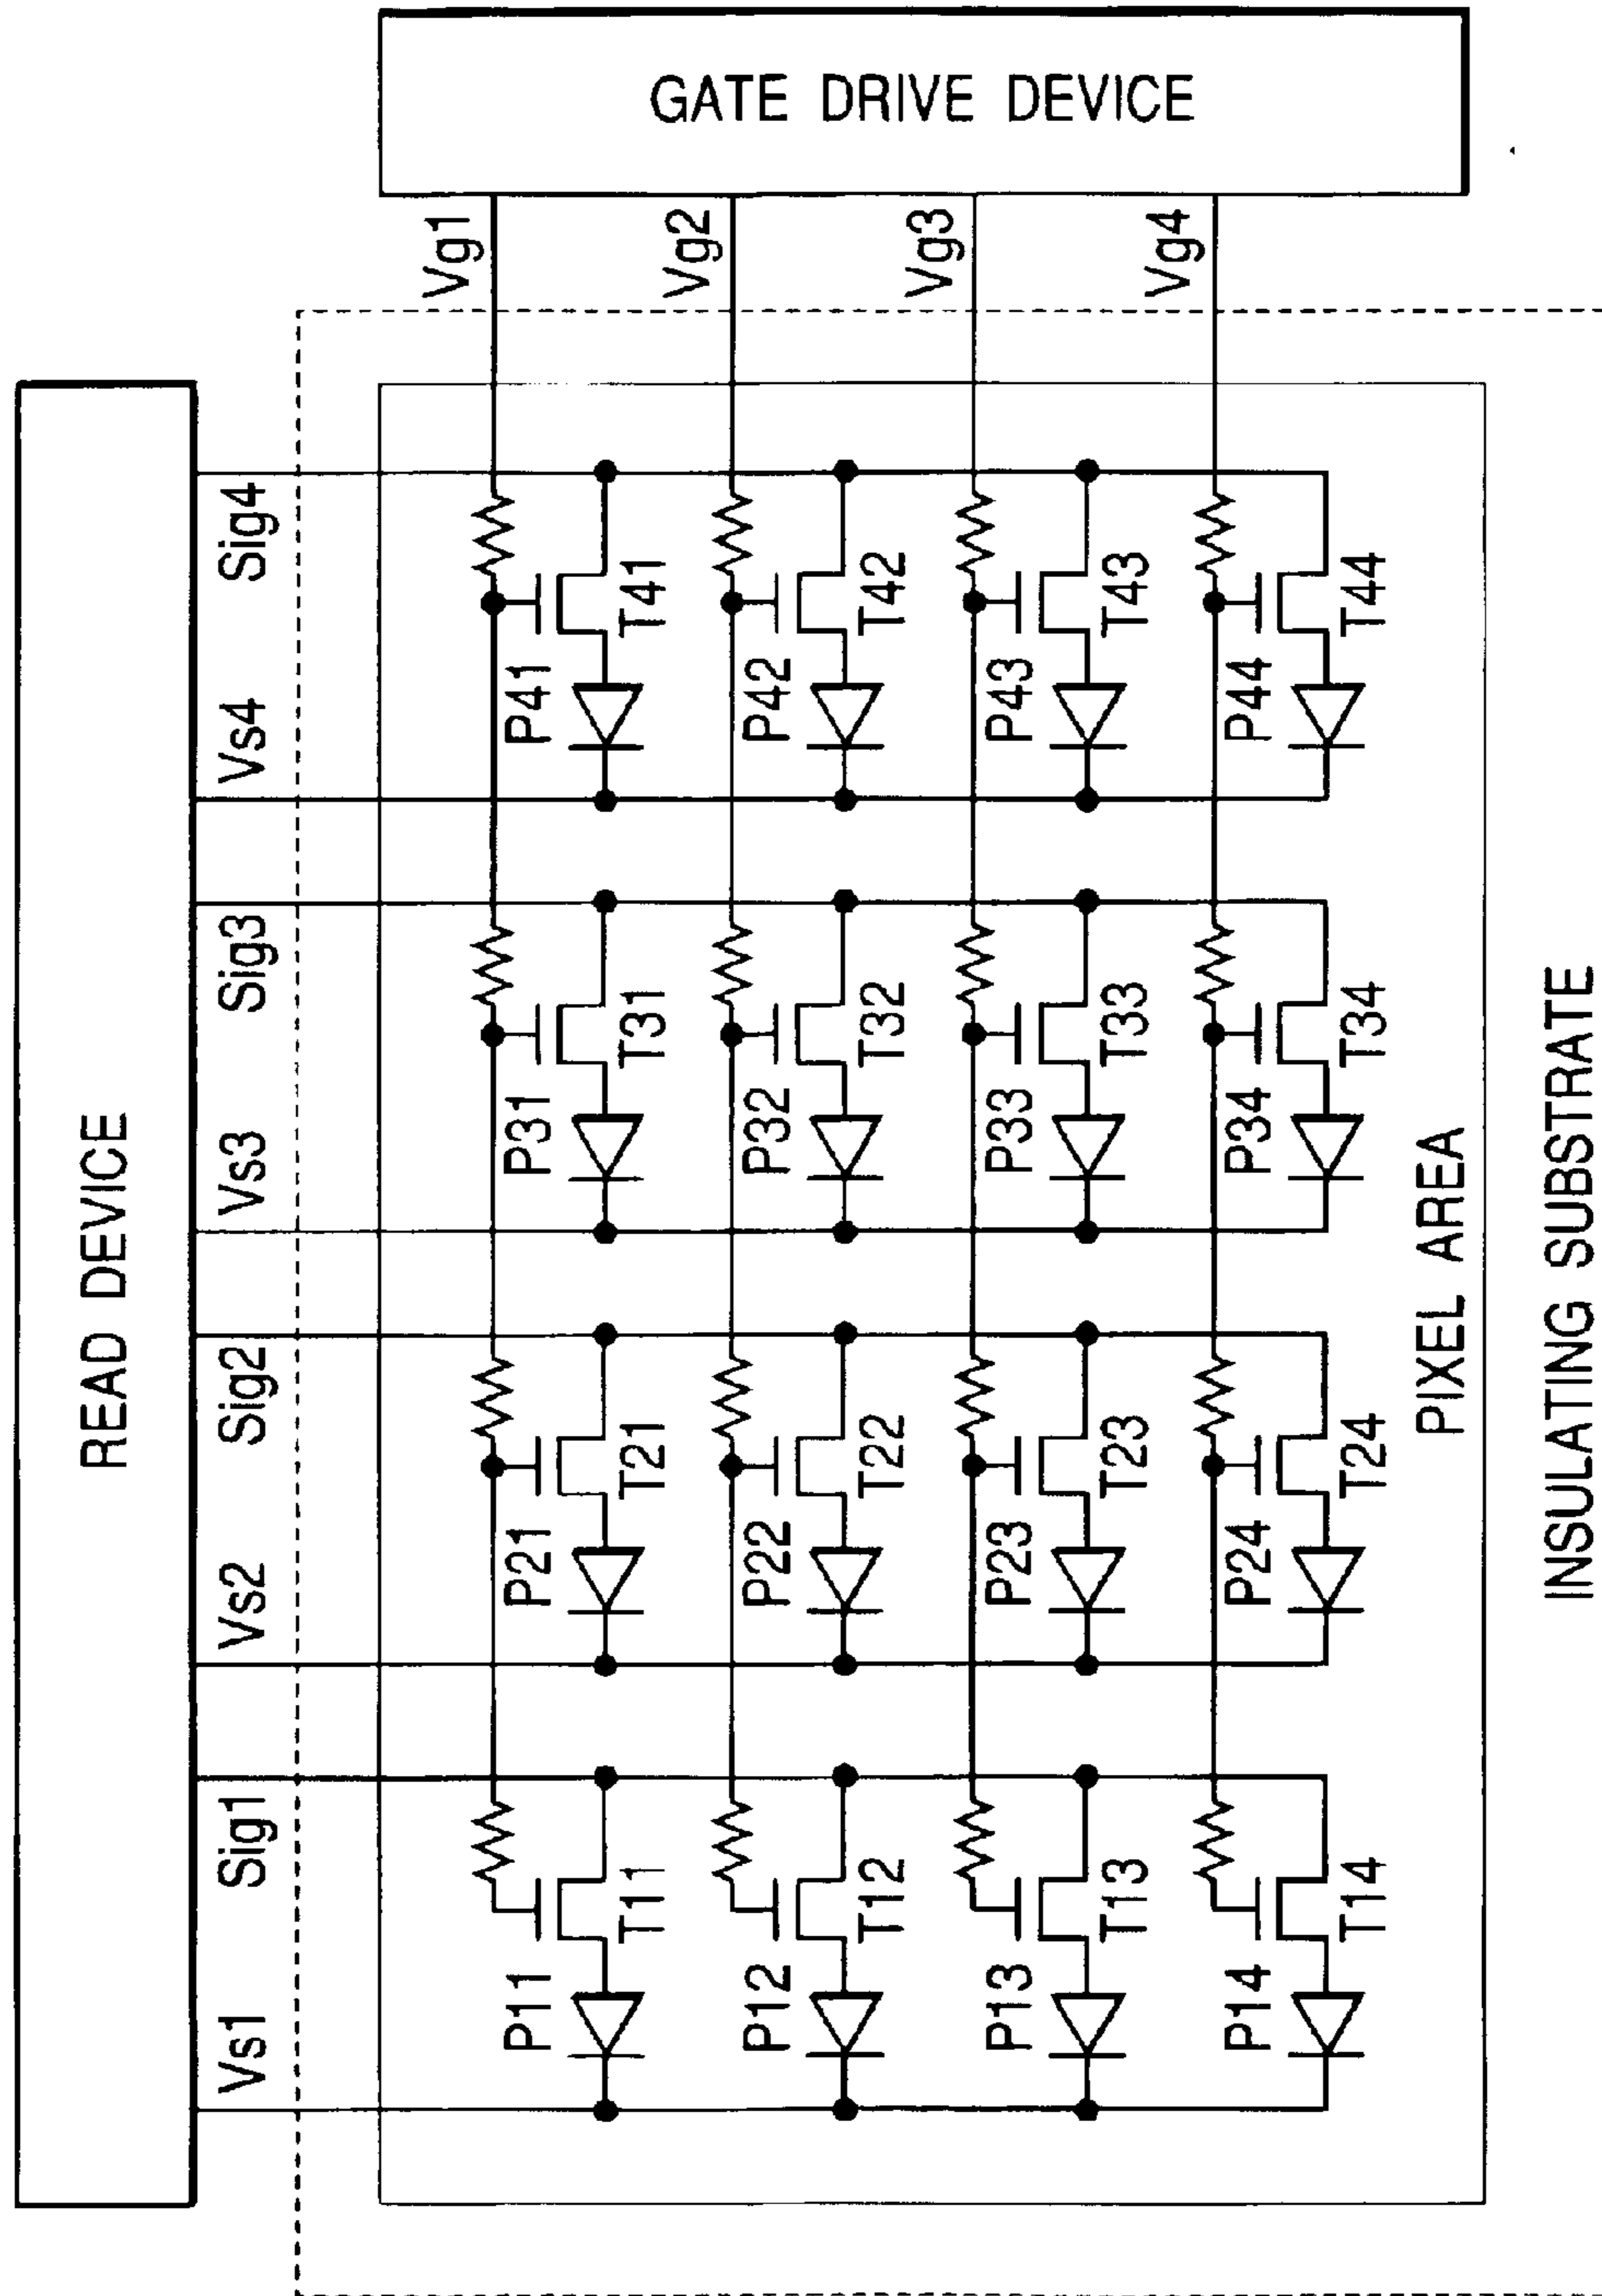 GATE DRIVE DEVICE
READ DEVICE
Vg1
Vg2
Vg3
Vg4
Vs1 Sig1 Vs2 Sig2 Vs3 Sig3 Vs4 Sig4
P11 P21 P31 P41
T11 T21 T31 T41
P12 P22 P32 P42
T12 T22 T32 T42
P13 P23 P33 P43
T13 T23 T33 T43
P14 P24 P34 P44
T14 T24 T34 T44
PIXEL AREA
INSULATING SUBSTRATE